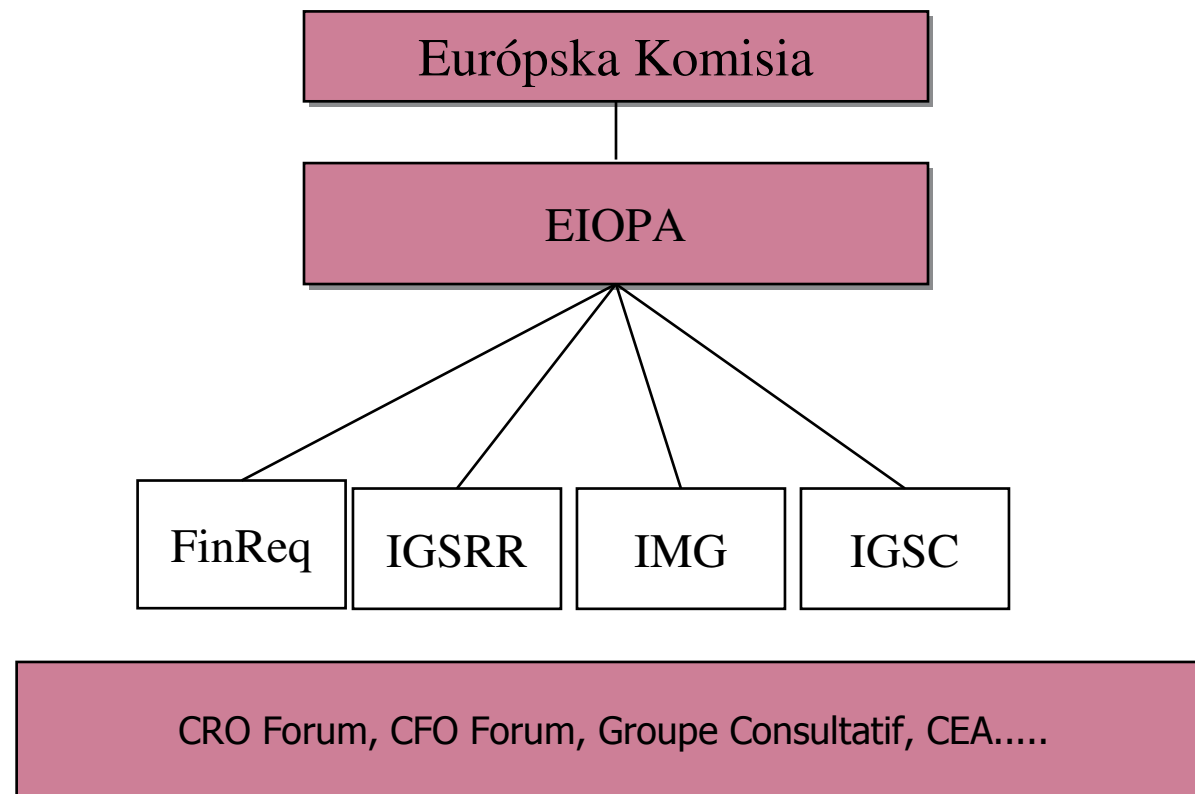 Európska Komisia
EIOPA
FinReq
IGSRR
IMG
IGSC
CRO Forum, CFO Forum, Groupe Consultatif, CEA.....